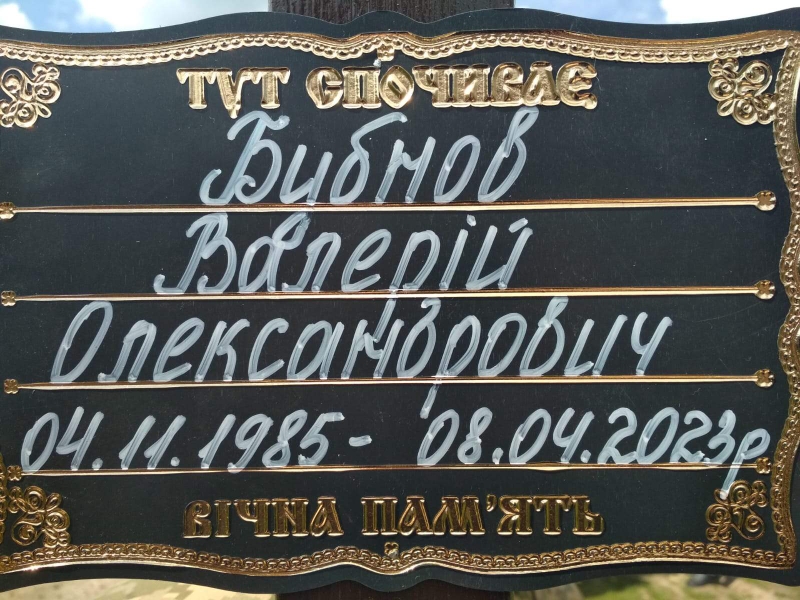 ТУТ СПОЧИВАЄ
Бибнов
Валерій
Олександрович
04.11.1985- 08.04.2023р
ВІЧНА ПАМ'ЯТЬ